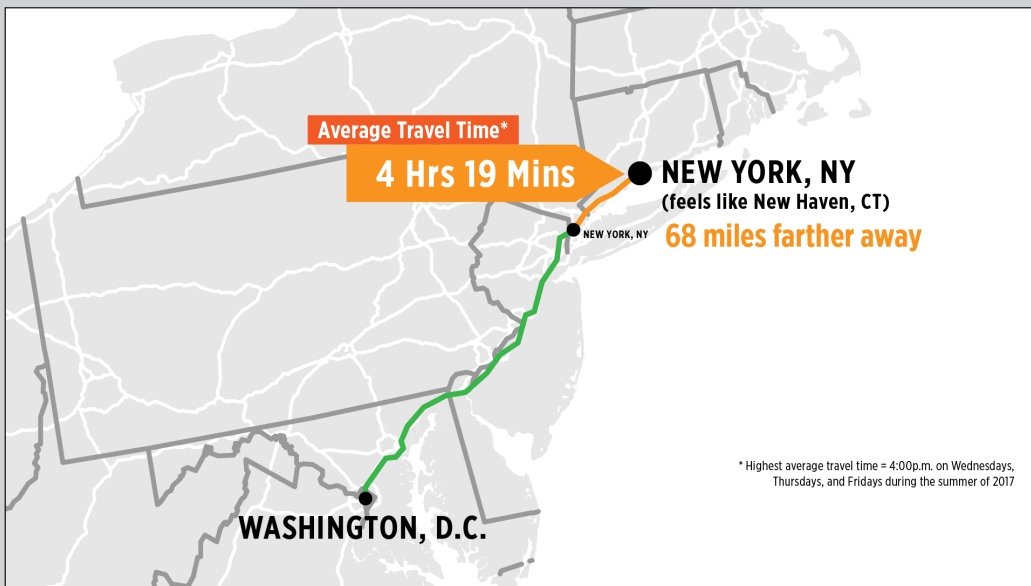 Average Travel Time*
4 Hrs 19 Mins
NEW YORK, NY
(feels like New Haven, CT)
NEW YORK, NY
68 miles farther away
* Highest average travel time = 4:00p.m. on Wednesdays,
Thursdays, and Fridays during the summer of 2017
WASHINGTON, D.C.